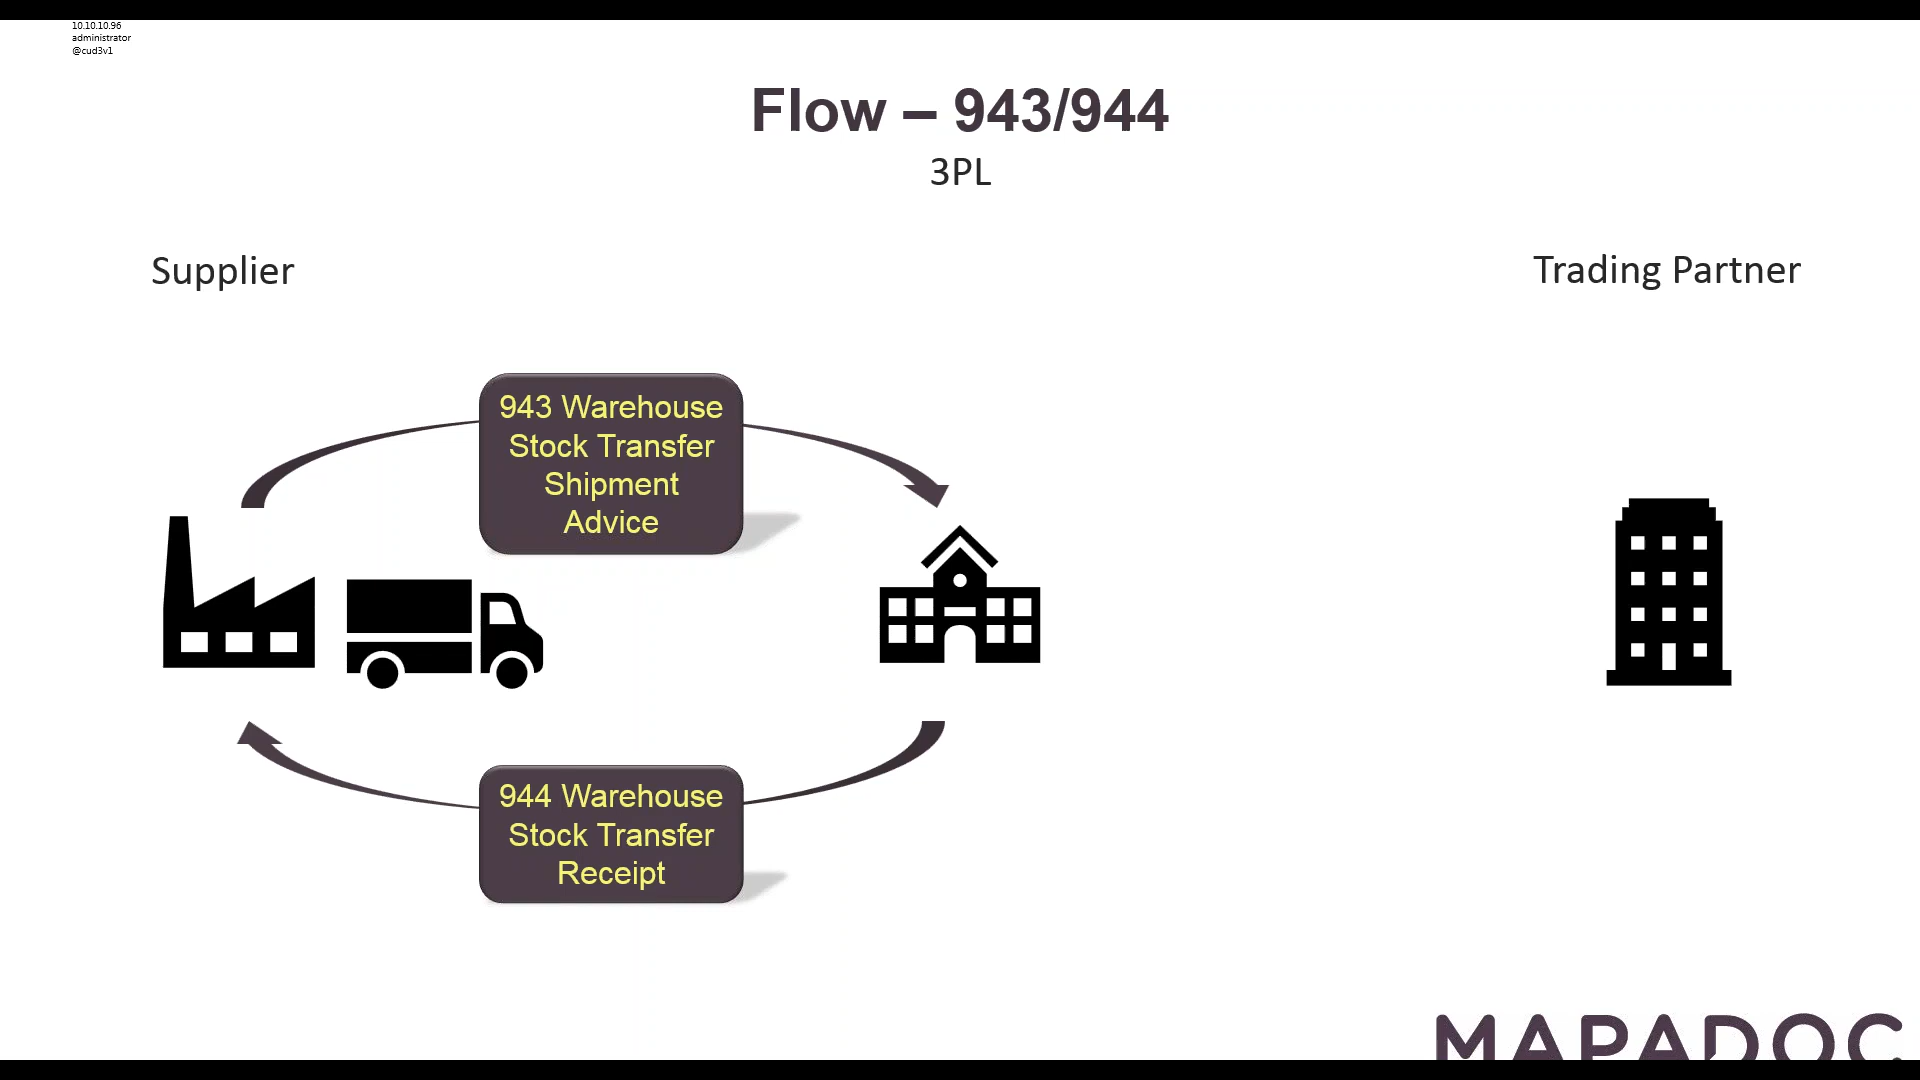 10.10.10.96
administrator
@cud3v1
Flow – 943/944
3PL
Supplier
Trading Partner
943 Warehouse
Stock Transfer
Shipment
Advice
944 Warehouse
Stock Transfer
Receipt
MAPADOC